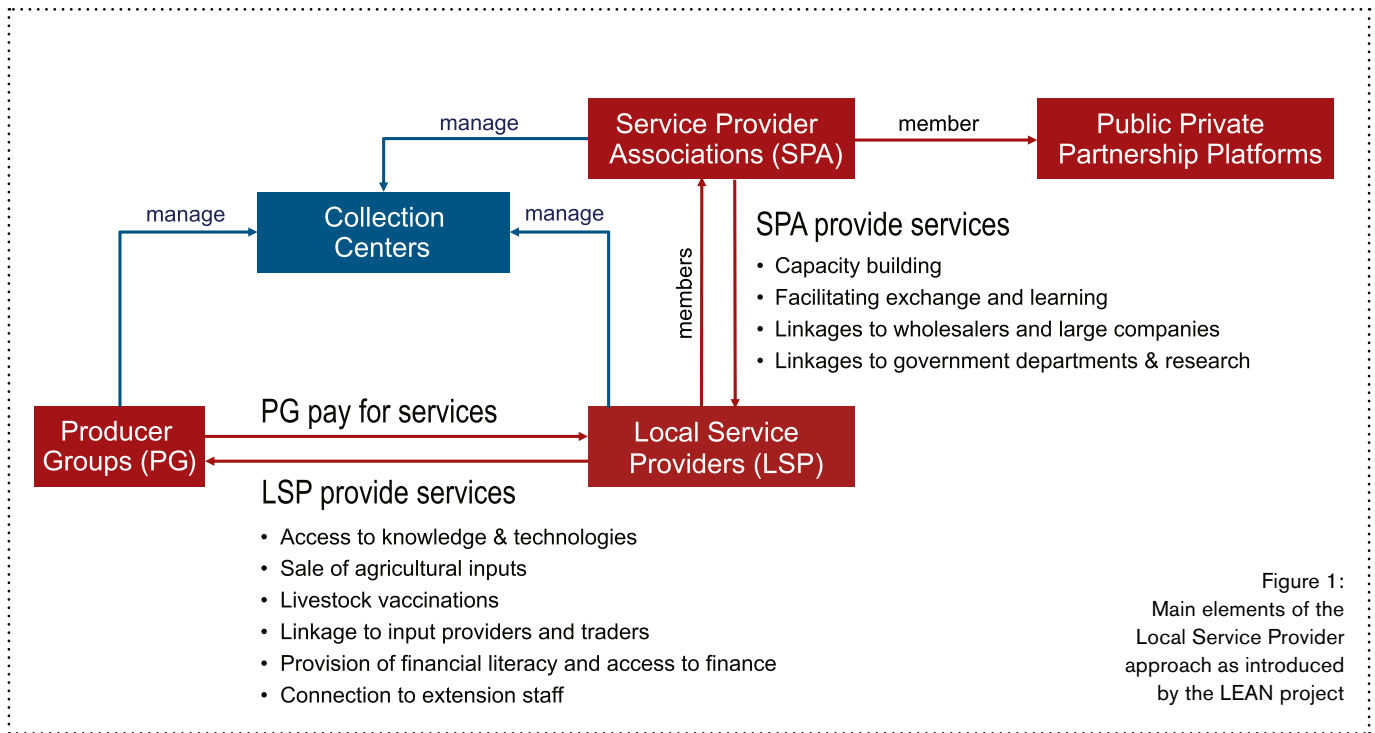 manage
Service Provider
Associations (SPA)
member
Public Private
Partnership Platforms
manage
Collection
Centers
manage
members
SPA provide services
• Capacity building
• Facilitating exchange and learning
• Linkages to wholesalers and large companies
• Linkages to government departments & research
Producer
Groups (PG)
PG pay for services
Local Service
Providers (LSP)
LSP provide services
• Access to knowledge & technologies
• Sale of agricultural inputs
• Livestock vaccinations
• Linkage to input providers and traders
• Provision of financial literacy and access to finance
• Connection to extension staff
Figure 1:
Main elements of the
Local Service Provider
approach as introduced
by the LEAN project